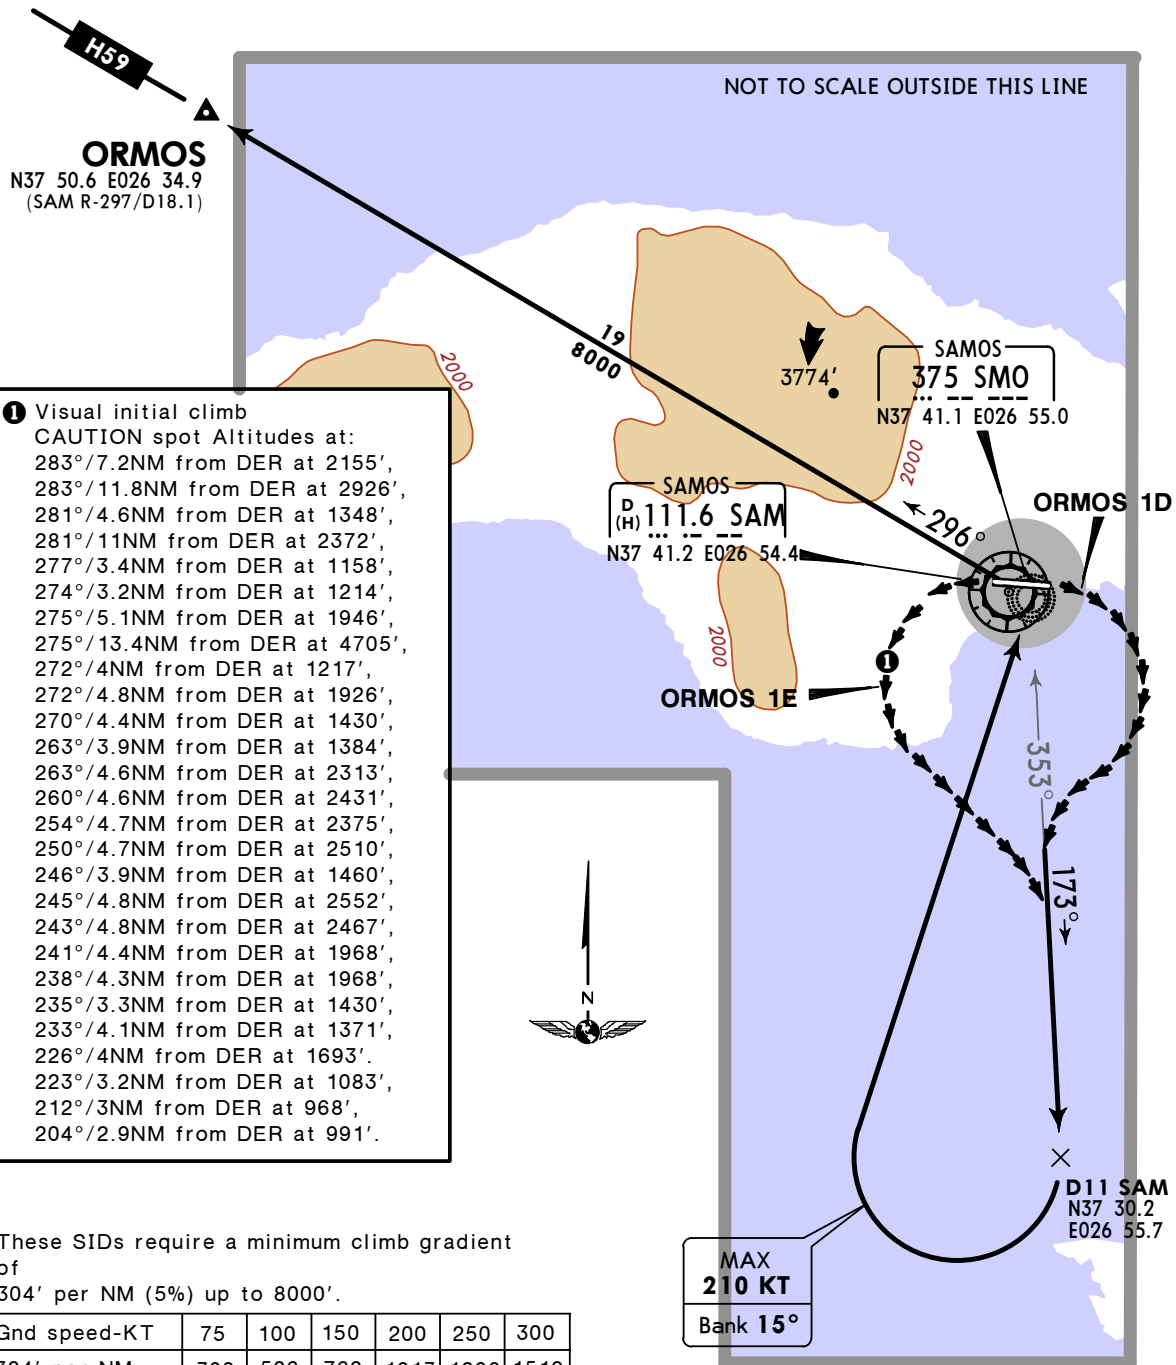 H59
NOT TO SCALE OUTSIDE THIS LINE
ORMOS
N37 50.6 E026 34.9
(SAM R-297/D18.1)
19
8000
2000
3774'
SAMOS
375 SMO
N37 41.1 E026 55.0
2000
SAMOS
D
(H) 111.6 SAM
N37 41.2 E026 54.4
296°
ORMOS 1D
2000
1
ORMOS 1E
353°
173°
1 Visual initial climb
CAUTION spot Altitudes at:
283°/7.2NM from DER at 2155',
283°/11.8NM from DER at 2926',
281°/4.6NM from DER at 1348',
281°/11NM from DER at 2372',
277°/3.4NM from DER at 1158',
274°/3.2NM from DER at 1214',
275°/5.1NM from DER at 1946',
275°/13.4NM from DER at 4705',
272°/4NM from DER at 1217',
272°/4.8NM from DER at 1926',
270°/4.4NM from DER at 1430',
263°/3.9NM from DER at 1384',
263°/4.6NM from DER at 2313',
260°/4.6NM from DER at 2431',
254°/4.7NM from DER at 2375',
250°/4.7NM from DER at 2510',
246°/3.9NM from DER at 1460',
245°/4.8NM from DER at 2552',
243°/4.8NM from DER at 2467',
241°/4.4NM from DER at 1968',
238°/4.3NM from DER at 1968',
235°/3.3NM from DER at 1430',
233°/4.1NM from DER at 1371',
226°/4NM from DER at 1693'.
223°/3.2NM from DER at 1083',
212°/3NM from DER at 968',
204°/2.9NM from DER at 991'.
N
D11 SAM
N37 30.2
E026 55.7
MAX
210 KT
Bank 15°
These SIDs require a minimum climb gradient
of
304' per NM (5%) up to 8000'.
Gnd speed-KT 75 100 150 200 250 300